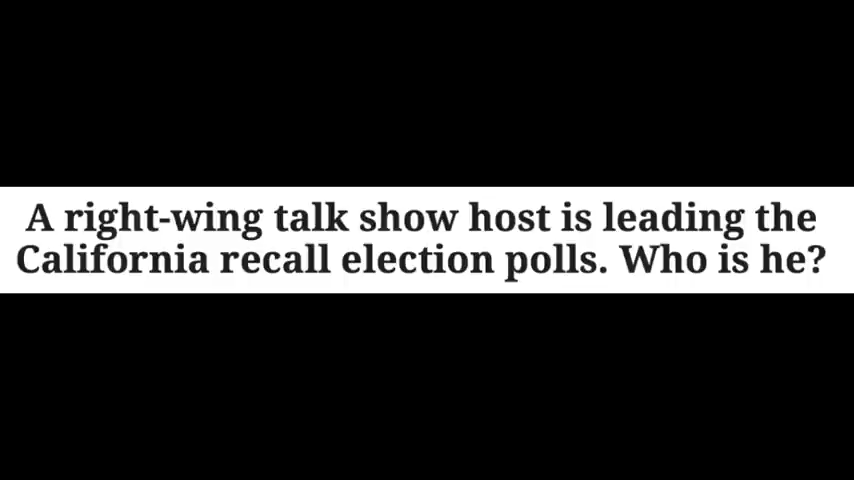 A right-wing talk show host is leading the
California recall election polls. Who is he?